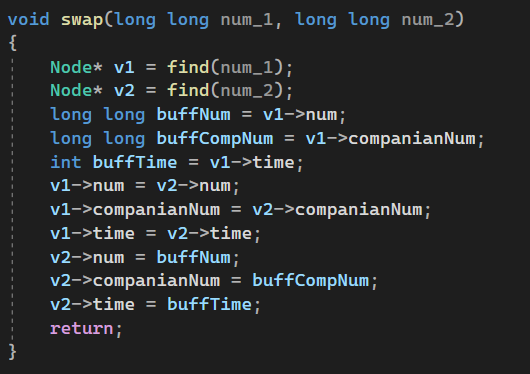 void swap(long long num_1, long long num_2)
{
Node* v1 = find(num_1);
Node* v2 = find(num_2);
long long buffNum = v1->num;
long long buffCompNum = v1->companianNum;
int buffTime = v1->time;
v1->num = v2->num;
v1->companianNum = v2->companianNum;
v1->time = v2->time;
v2->num = buffNum;
v2->companianNum = buffCompNum;
v2->time = buffTime;
return;
}